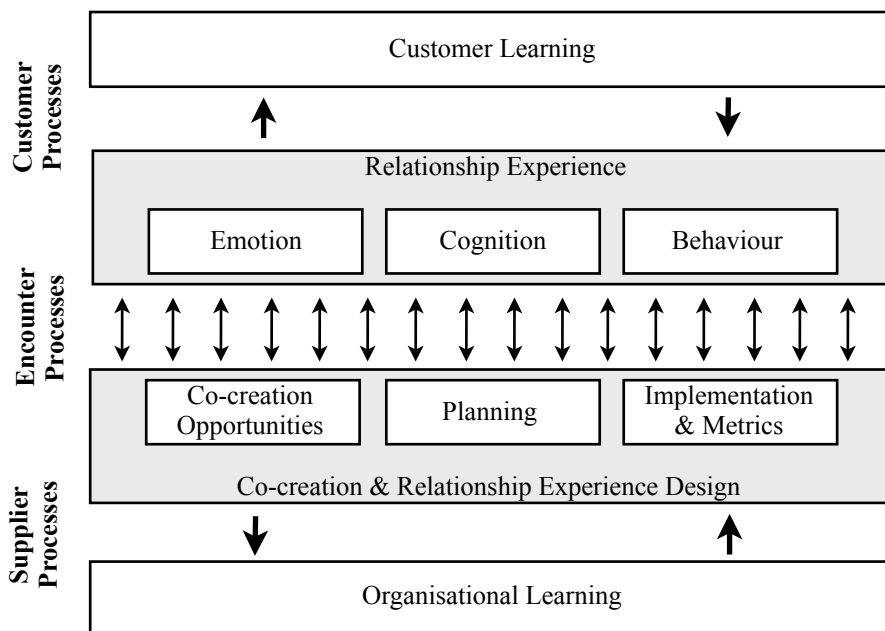 Customer Learning
Customer
Processes
Relationship Experience
Emotion
Cognition
Behaviour
Encounter
Processes
Co-creation
Opportunities
Planning
Implementation
& Metrics
Co-creation & Relationship Experience Design
Supplier
Processes
Organisational Learning